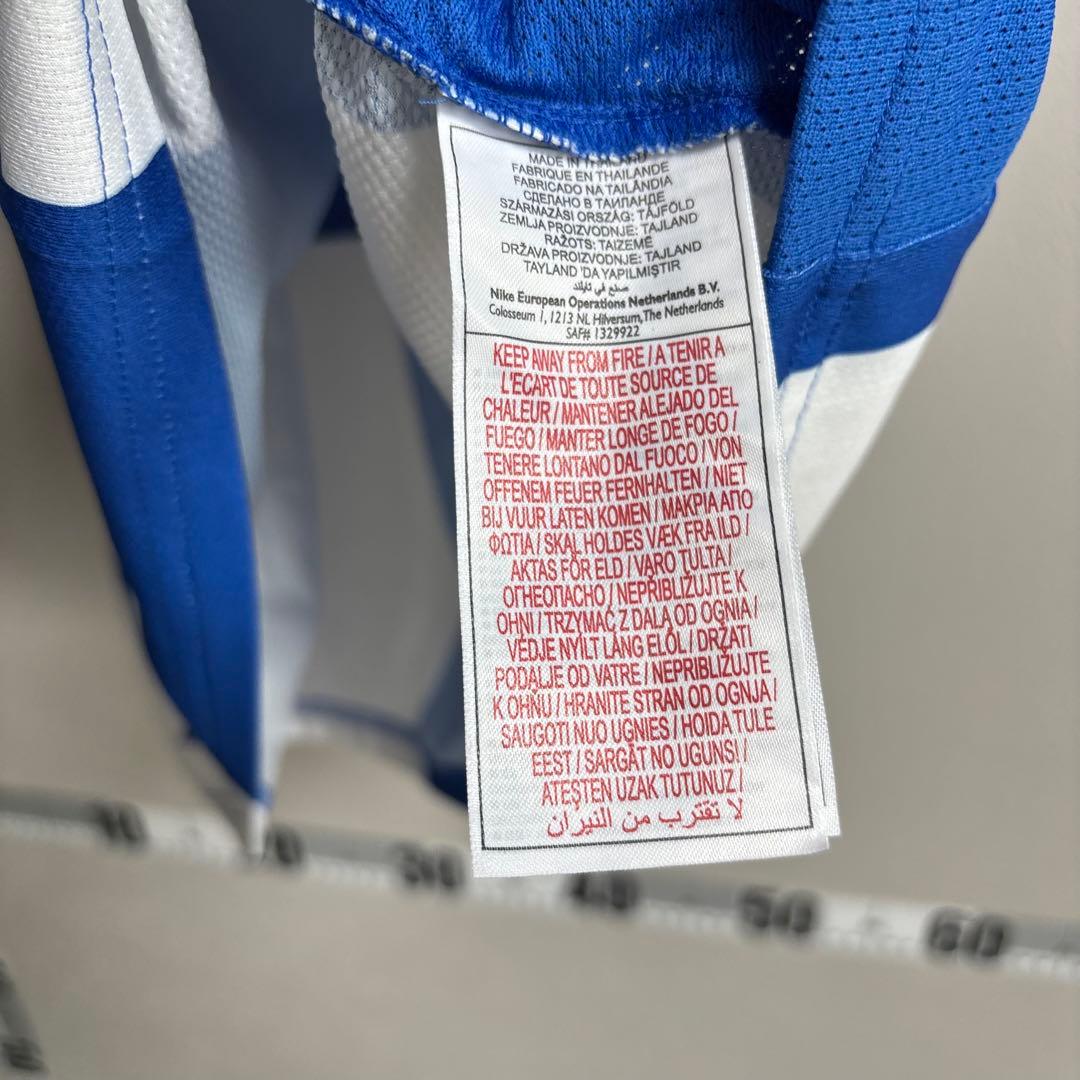 MADE IN THAILAND
FABRIQUE EN THAILANDE
FABRICADO NA TAILÂNDIA
СДЕЛАНО В ТАИЛАНДЕ
SZÁRMAZÁSI ORSZÁG: TÁJFÖLD
ZEMLJA PROIZVODNJE: TAJLAND
RAŽOTS: TAIZEMĒ
DRŽAVA PROIZVODNJE: TAJLAND
TAYLAND 'DA YAPILMIŞTIR
صنع في تايلند
Nike European Operations Netherlands B.V.
Colosseum 1, 1213 NL Hilversum, The Netherlands
SAF# 1329922
KEEP AWAY FROM FIRE / A TENIR A
L'ECART DE TOUTE SOURCE DE
CHALEUR / MANTENER ALEJADO DEL
FUEGO / MANTER LONGE DE FOGO /
TENERE LONTANO DAL FUOCO / VON
OFFENEM FEUER FERNHALTEN / NIET
BIJ VUUR LATEN KOMEN / ΜΑΚΡΙΑ ΑΠΟ
ΦΩΤΙΑ / SKAL HOLDES VÆK FRA ILD /
AKTAS FÖR ELD / VARO TULTA /
ОГНЕОПАСНО / NEPŘIBLIŽUJTE K
OHNI / TRZYMAĆ Z DALA OD OGNIA /
VÉDJE NYÍLT LÁNG ELŐL / DRŽATI
PODALJE OD VATRE / NEPRIBLIŽUJTE
K OHŇU / HRANITE STRAN OD OGNJA /
SAUGOTI NUO UGNIES / HOIDA TULE
EEST / SARGĀT NO UGUNS! /
ATEŞTEN UZAK TUTUNUZ /
لا تقترب من النيران
30 40 50 60